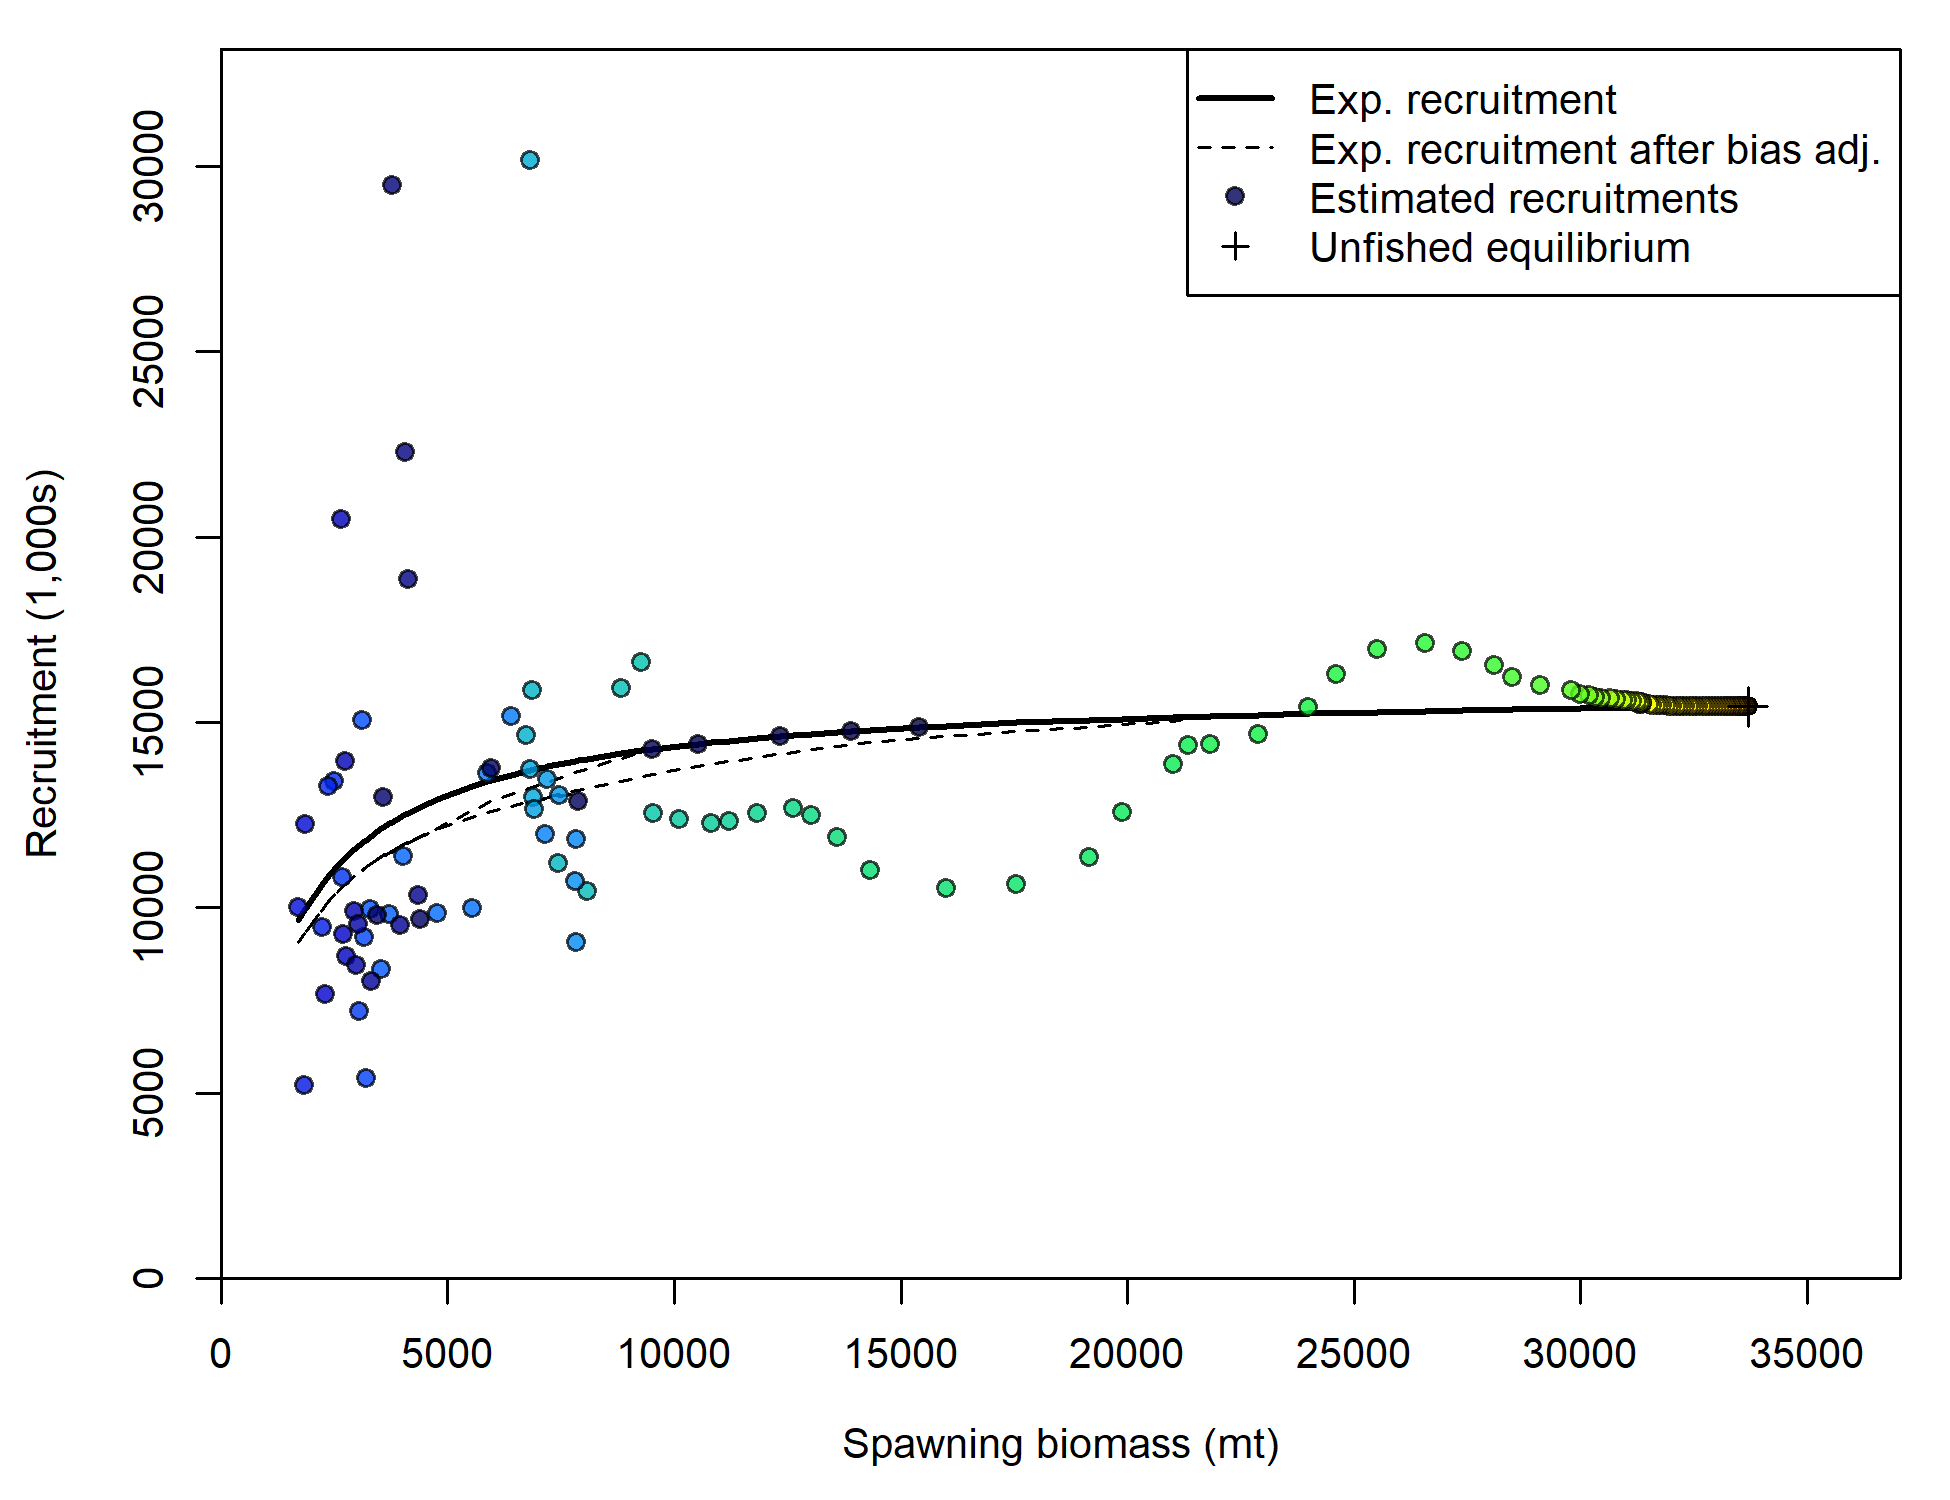 Exp. recruitment
Exp. recruitment after bias adj.
Estimated recruitments
Unfished equilibrium
30000
25000
20000
15000
10000
5000
0
Recruitment (1,000s)
0 5000 10000 15000 20000 25000 30000 35000
Spawning biomass (mt)